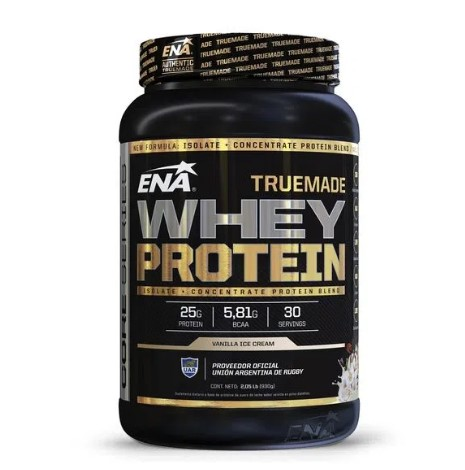 TRUEMADE
ENA
AUTHENTIC
TRUEMADE
NEW FORMULA: ISOLATE + CONCENTRATE PROTEIN BLEND
CORE SERIES
ENA
TRUEMADE
WHEY
PROTEIN
ISOLATE + CONCENTRATE PROTEIN BLEND
25G PROTEIN
5,81G BCAA
30 SERVINGS
VANILLA ICE CREAM
UAR
PROVEEDOR OFICIAL
UNIÓN ARGENTINA DE RUGBY
CONT. NETO: 2.05 Lb (930g)
ENA